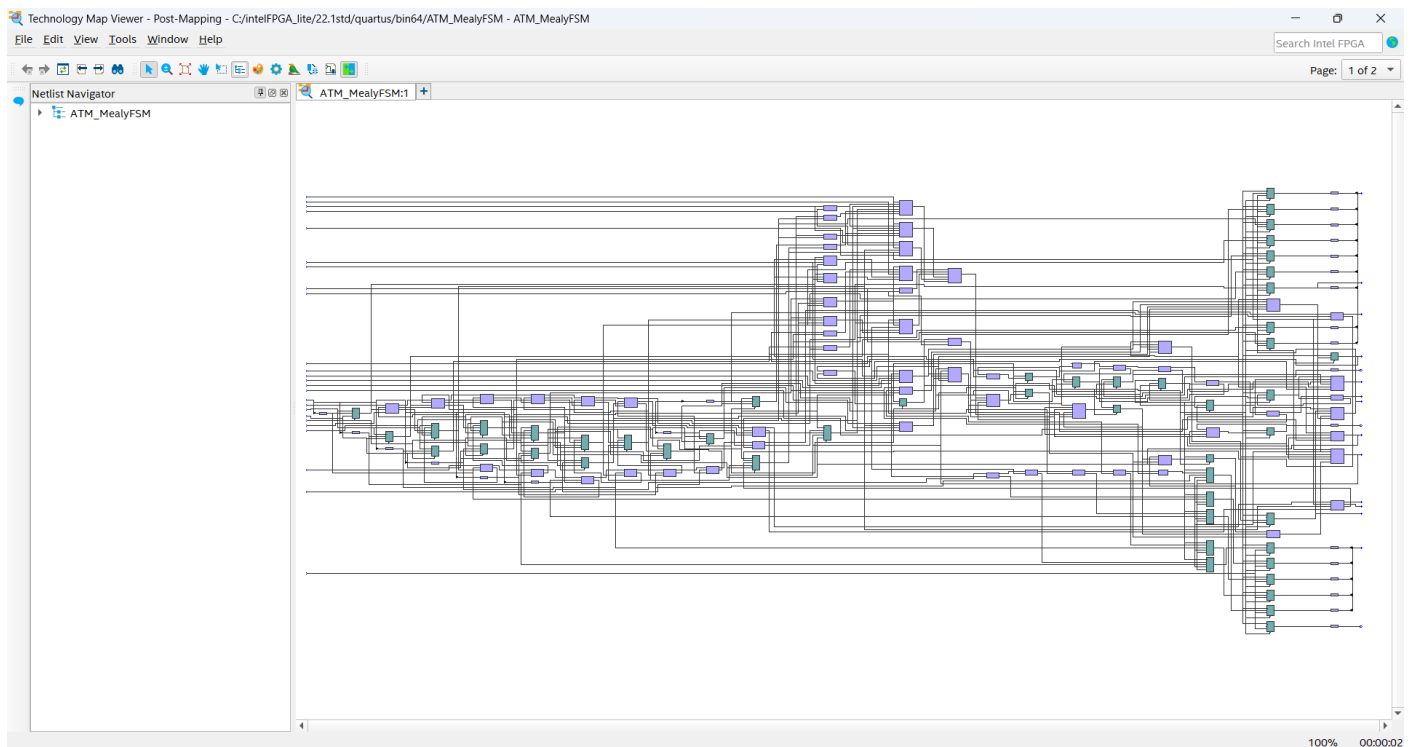 Technology Map Viewer - Post-Mapping - C:/intelFPGA_lite/22.1std/quartus/bin64/ATM_MealyFSM - ATM_MealyFSM
File Edit View Tools Window Help
Search Intel FPGA
Page: 1 of 2
Netlist Navigator
ATM_MealyFSM:1
ATM_MealyFSM
100% 00:00:02